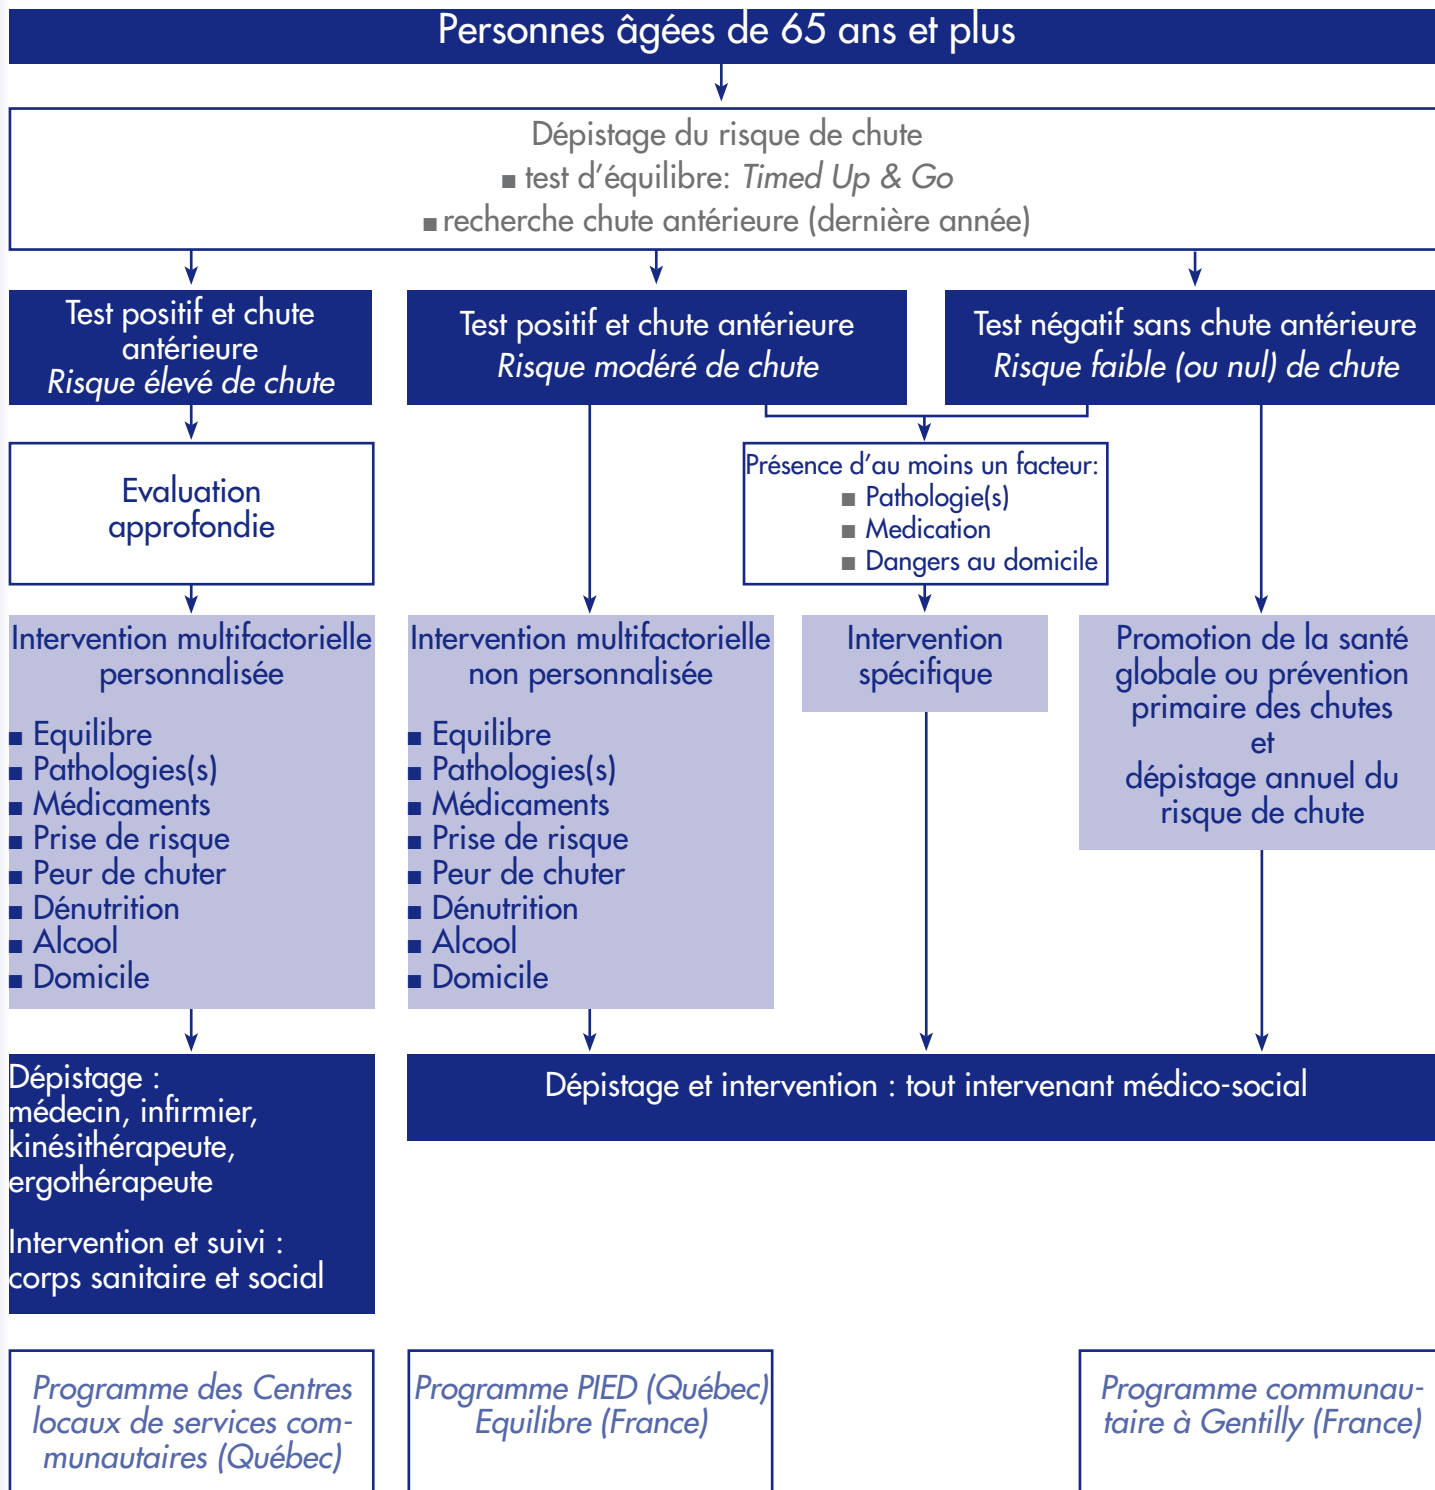 Personnes âgées de 65 ans et plus
Dépistage du risque de chute
■ test d'équilibre: Timed Up & Go
■ recherche chute antérieure (dernière année)
Test positif et chute
antérieure
Risque élevé de chute
Test positif et chute antérieure
Risque modéré de chute
Test négatif sans chute antérieure
Risque faible (ou nul) de chute
Evaluation
approfondie
Présence d'au moins un facteur:
■ Pathologie(s)
■ Medication
■ Dangers au domicile
Intervention multifactorielle
personnalisée
■ Equilibre
■ Pathologies(s)
■ Médicaments
■ Prise de risque
■ Peur de chuter
■ Dénutrition
■ Alcool
■ Domicile
Intervention multifactorielle
non personnalisée
■ Equilibre
■ Pathologies(s)
■ Médicaments
■ Prise de risque
■ Peur de chuter
■ Dénutrition
■ Alcool
■ Domicile
Intervention
spécifique
Promotion de la santé
globale ou prévention
primaire des chutes
et
dépistage annuel du
risque de chute
Dépistage :
médecin, infirmier,
kinésithérapeute,
ergothérapeute
Intervention et suivi :
corps sanitaire et social
Dépistage et intervention : tout intervenant médico-social
Programme des Centres
locaux de services com-
munautaires (Québec)
Programme PIED (Québec)
Equilibre (France)
Programme communau-
taire à Gentilly (France)